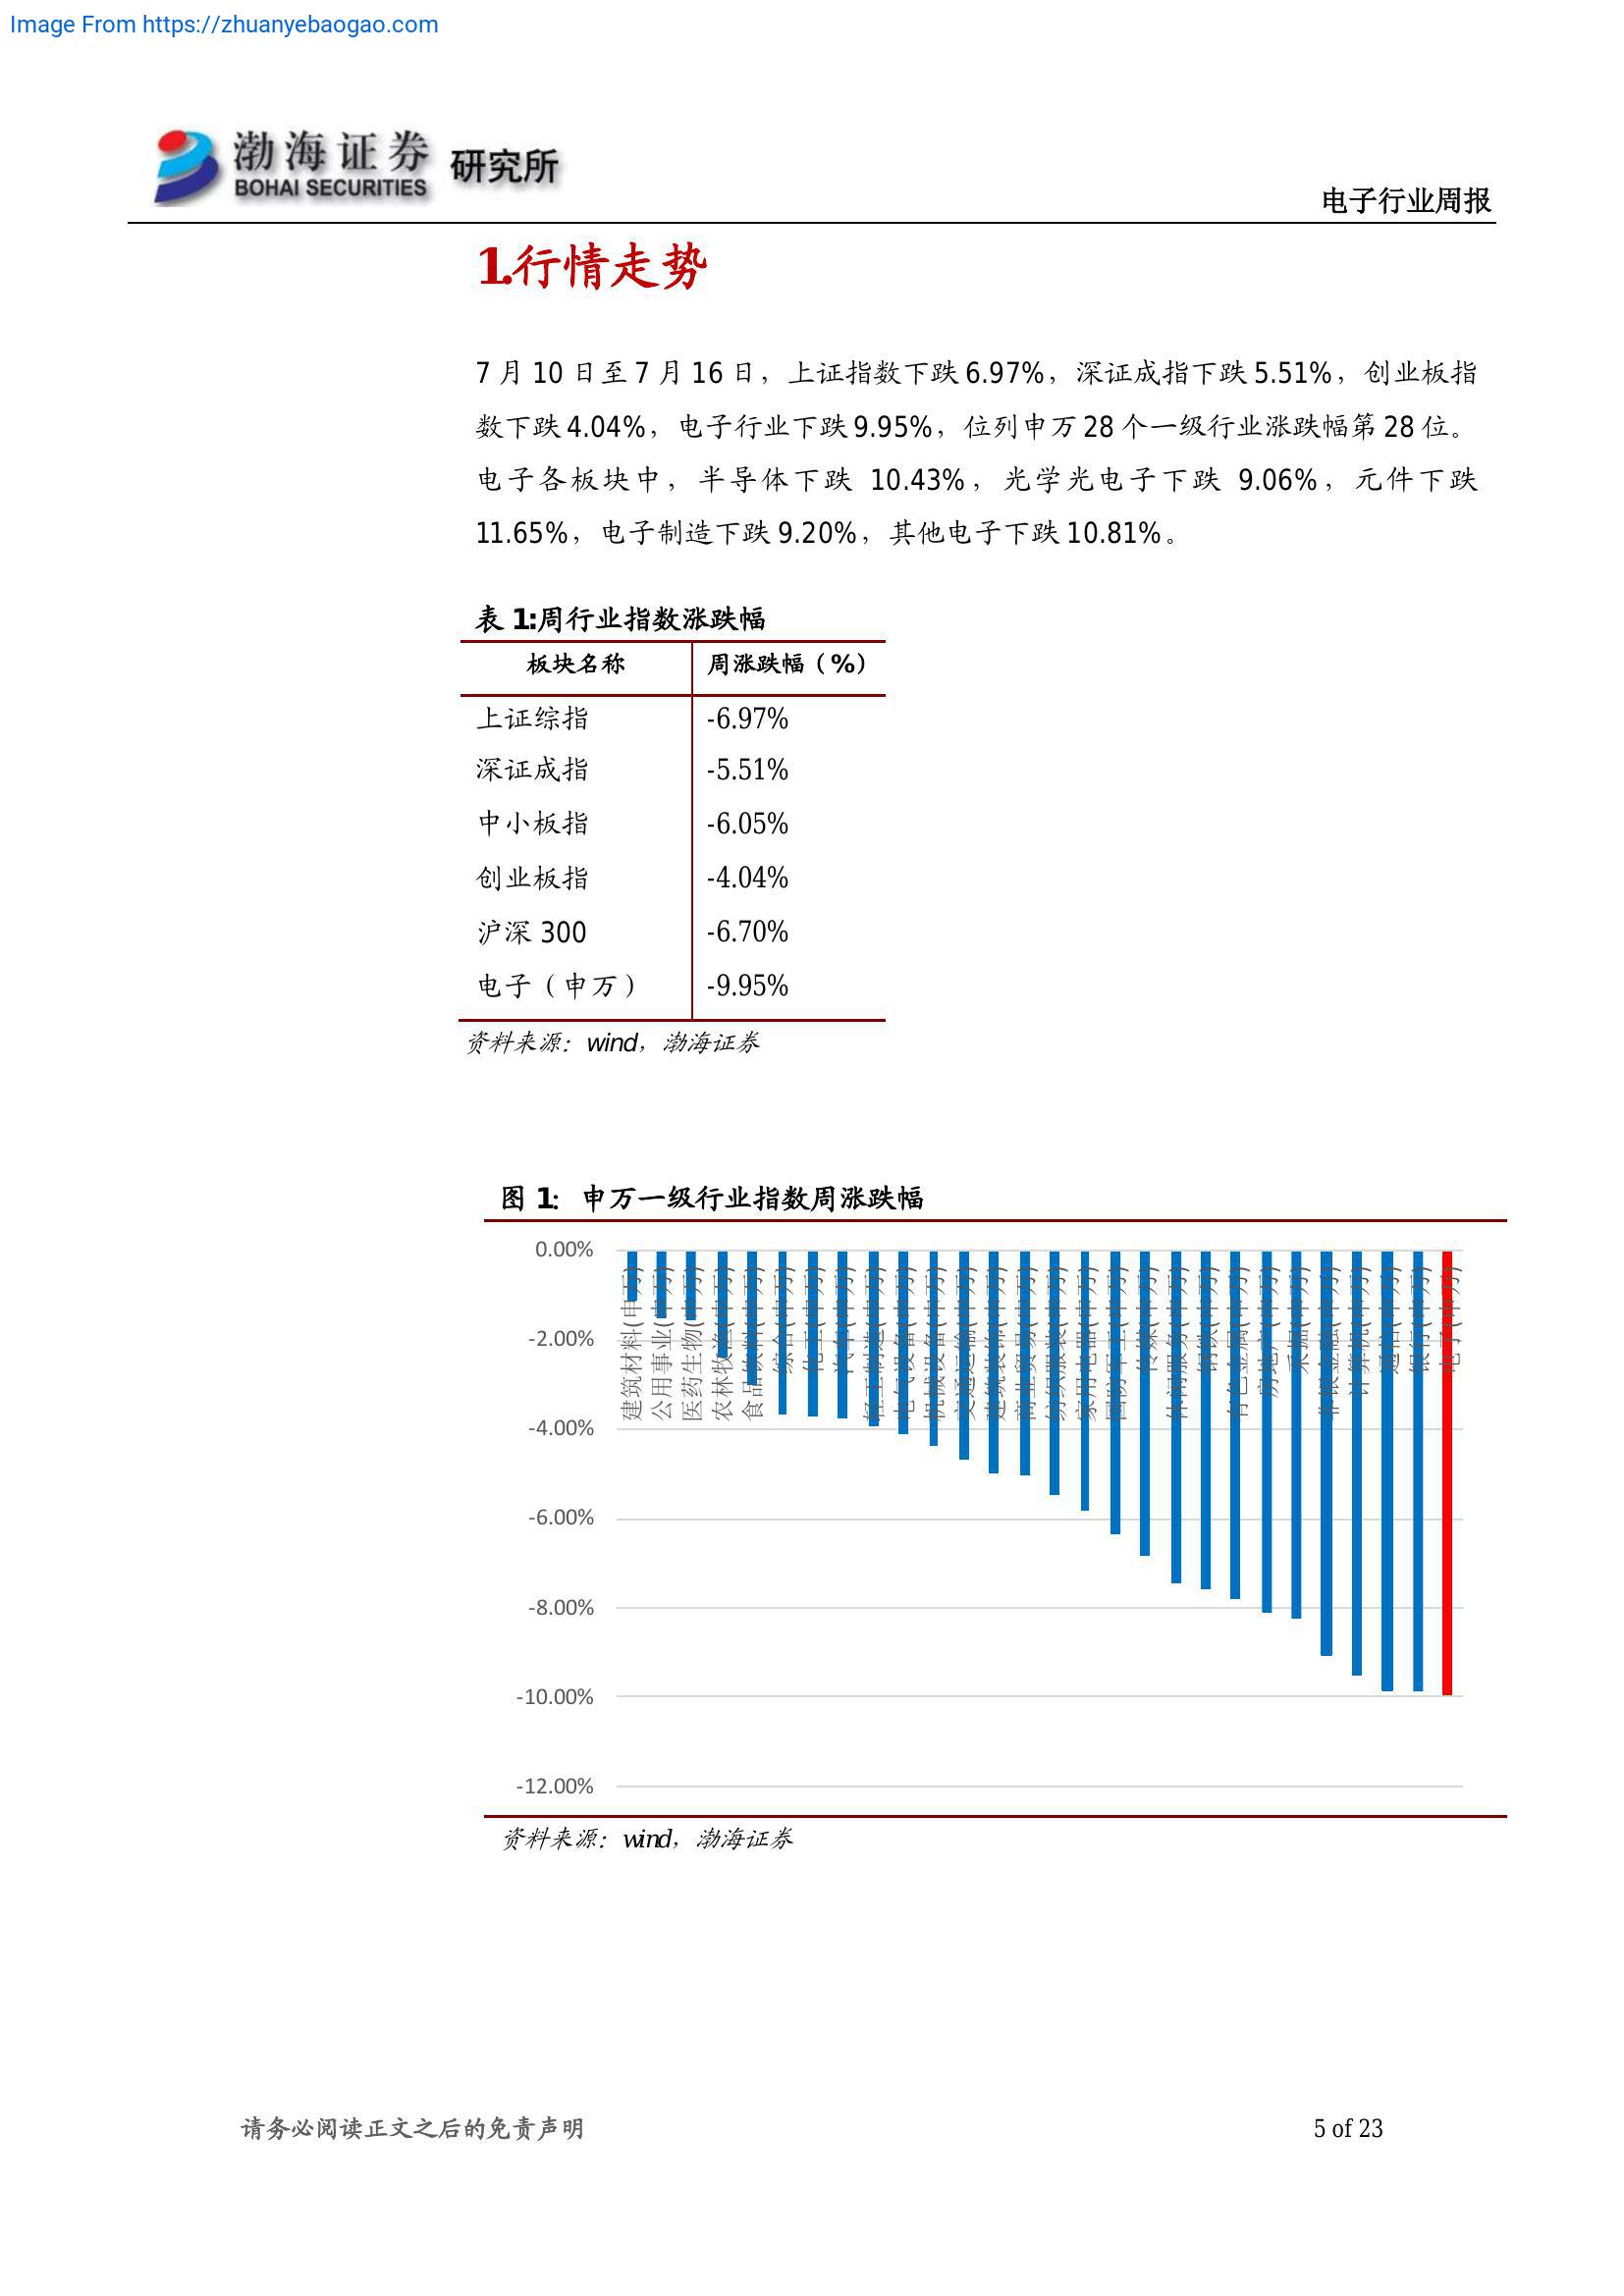 Image From https://zhuanyebaogao.com
渤海证券 研究所
BOHAI SECURITIES
电子行业周报
1.行情走势
7 月 10 日至 7 月 16 日，上证指数下跌 6.97%，深证成指下跌 5.51%，创业板指
数下跌 4.04%，电子行业下跌 9.95%，位列申万 28 个一级行业涨跌幅第 28 位。
电子各板块中，半导体下跌 10.43%，光学光电子下跌 9.06%，元件下跌
11.65%，电子制造下跌 9.20%，其他电子下跌 10.81%。
表 1:周行业指数涨跌幅
板块名称 周涨跌幅（%）
上证综指 -6.97%
深证成指 -5.51%
中小板指 -6.05%
创业板指 -4.04%
沪深 300 -6.70%
电子（申万） -9.95%
资料来源：wind，渤海证券
图 1： 申万一级行业指数周涨跌幅
0.00%
-2.00%
-4.00%
-6.00%
-8.00%
-10.00%
-12.00%
建筑材料(申万)
公用事业(申万)
医药生物(申万)
农林牧渔(申万)
食品饮料(申万)
综合(申万)
化工(申万)
汽车(申万)
轻工制造(申万)
电气设备(申万)
机械设备(申万)
交通运输(申万)
建筑装饰(申万)
商业贸易(申万)
纺织服装(申万)
家用电器(申万)
国防军工(申万)
传媒(申万)
休闲服务(申万)
钢铁(申万)
有色金属(申万)
房地产(申万)
采掘(申万)
非银金融(申万)
计算机(申万)
通信(申万)
银行(申万)
电子(申万)
资料来源：wind，渤海证券
请务必阅读正文之后的免责声明
5 of 23